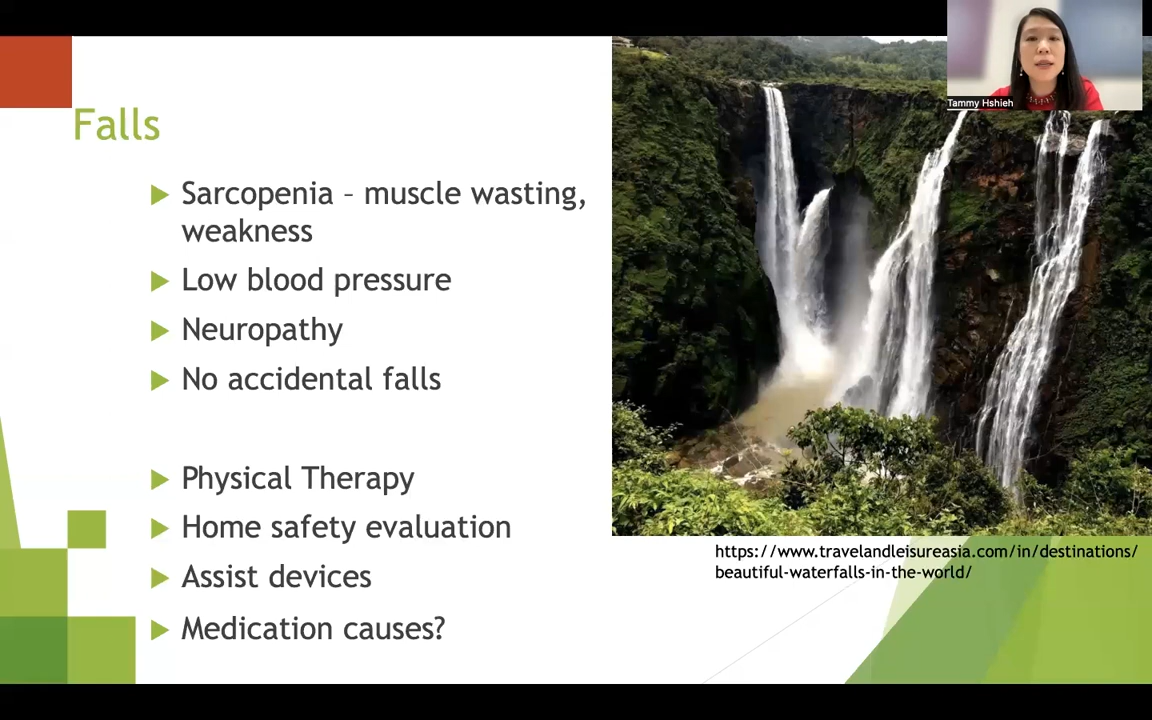 Falls
Sarcopenia – muscle wasting,
weakness
Low blood pressure
Neuropathy
No accidental falls
Physical Therapy
Home safety evaluation
Assist devices
Medication causes?
Tammy Hshieh
https://www.travelandleisureasia.com/in/destinations/
beautiful-waterfalls-in-the-world/